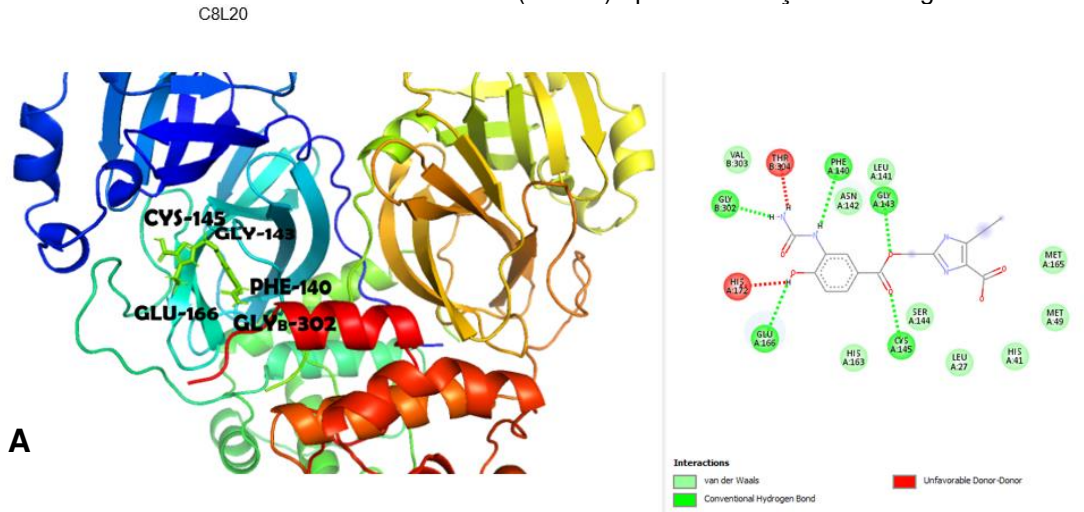 C8L20
CYS-145
GLY-143
PHE-140
GLU-166
GLYB-302
A
VAL
B:303
THR
B:304
PHE
A:140
LEU
A:141
GLY
B:302
ASN
A:142
GLY
A:143
H
H
H
MET
A:165
HIS
A:172
H
SER
A:144
MET
A:49
GLU
A:166
CYS
A:145
HIS
A:163
LEU
A:27
HIS
A:41
Interactions
van der Waals
Conventional Hydrogen Bond
Unfavorable Donor-Donor